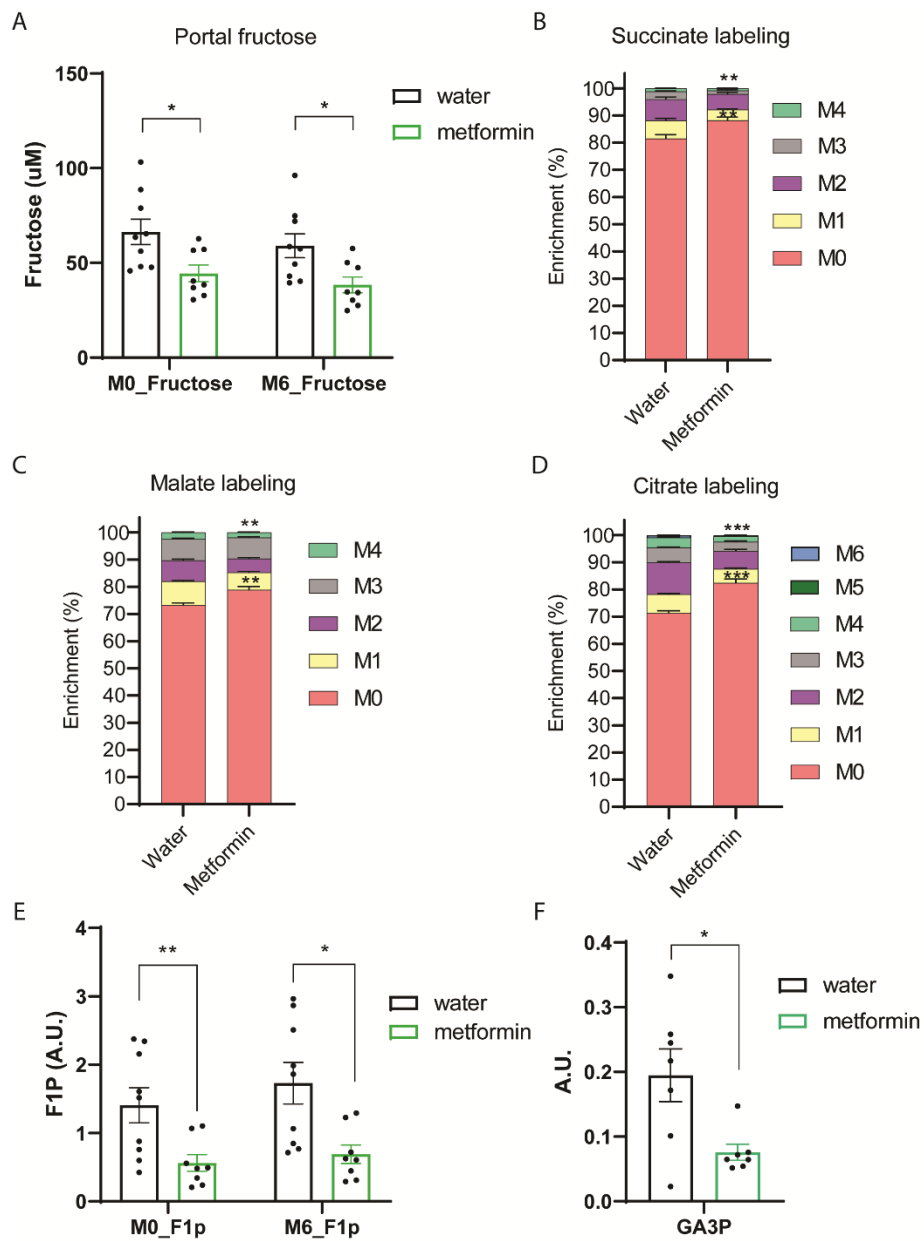 A
Portal fructose
150
100
50
0
Fructose (uM)
*
*
water
metformin
M0_Fructose
M6_Fructose
B
Succinate labeling
100
90
80
70
60
50
40
30
20
10
0
Enrichment (%)
**
**
M4
M3
M2
M1
M0
Water
Metformin
C
Malate labeling
100
90
80
70
60
50
40
30
20
10
0
Enrichment (%)
**
**
M4
M3
M2
M1
M0
Water
Metformin
D
Citrate labeling
100
90
80
70
60
50
40
30
20
10
0
Enrichment (%)
***
***
M6
M5
M4
M3
M2
M1
M0
Water
Metformin
E
4
3
2
1
0
F1P (A.U.)
**
*
water
metformin
M0_F1p
M6_F1p
F
0.4
0.3
0.2
0.1
0.0
A.U.
*
water
metformin
GA3P